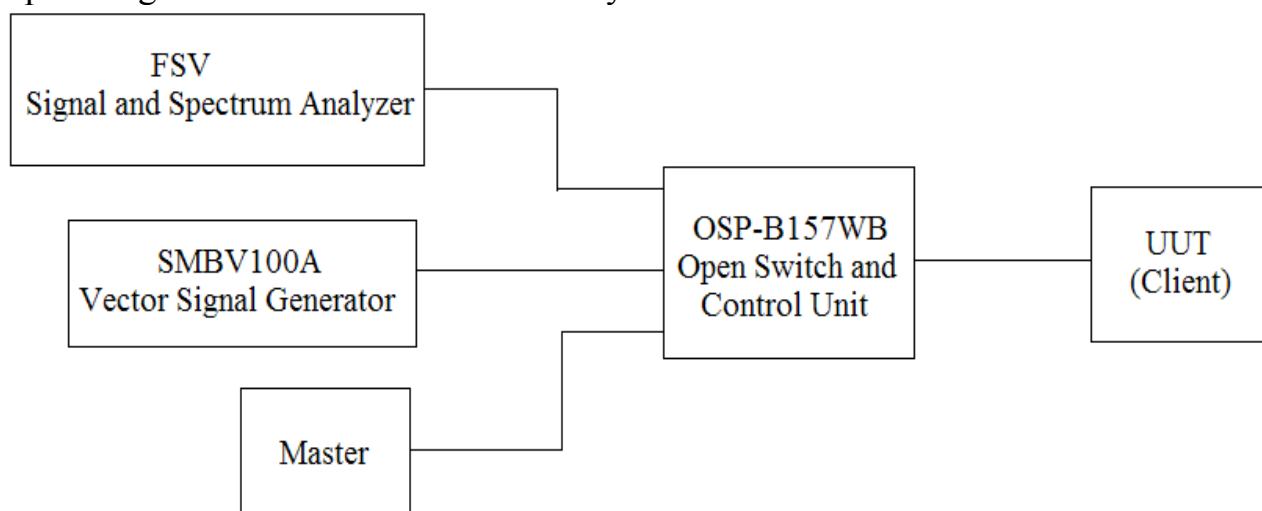 FSV
Signal and Spectrum Analyzer
SMBV100A
Vector Signal Generator
Master
OSP-B157WB
Open Switch and
Control Unit
UUT
(Client)